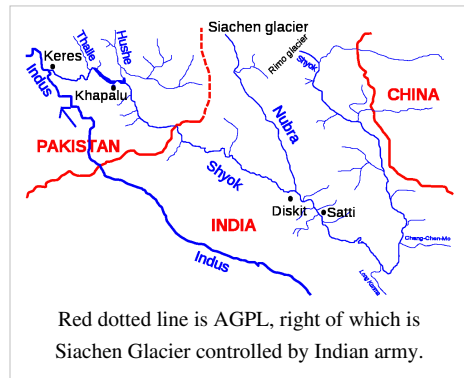 Siachen glacier
Thalle
Hushe
Keres
Rimo glacier
Shyok
Indus
Khapalu
CHINA
Nubra
PAKISTAN
Shyok
Diskit
Satti
INDIA
Chang-Chen-Mo
Indus
Red dotted line is AGPL, right of which is
Siachen Glacier controlled by Indian army.